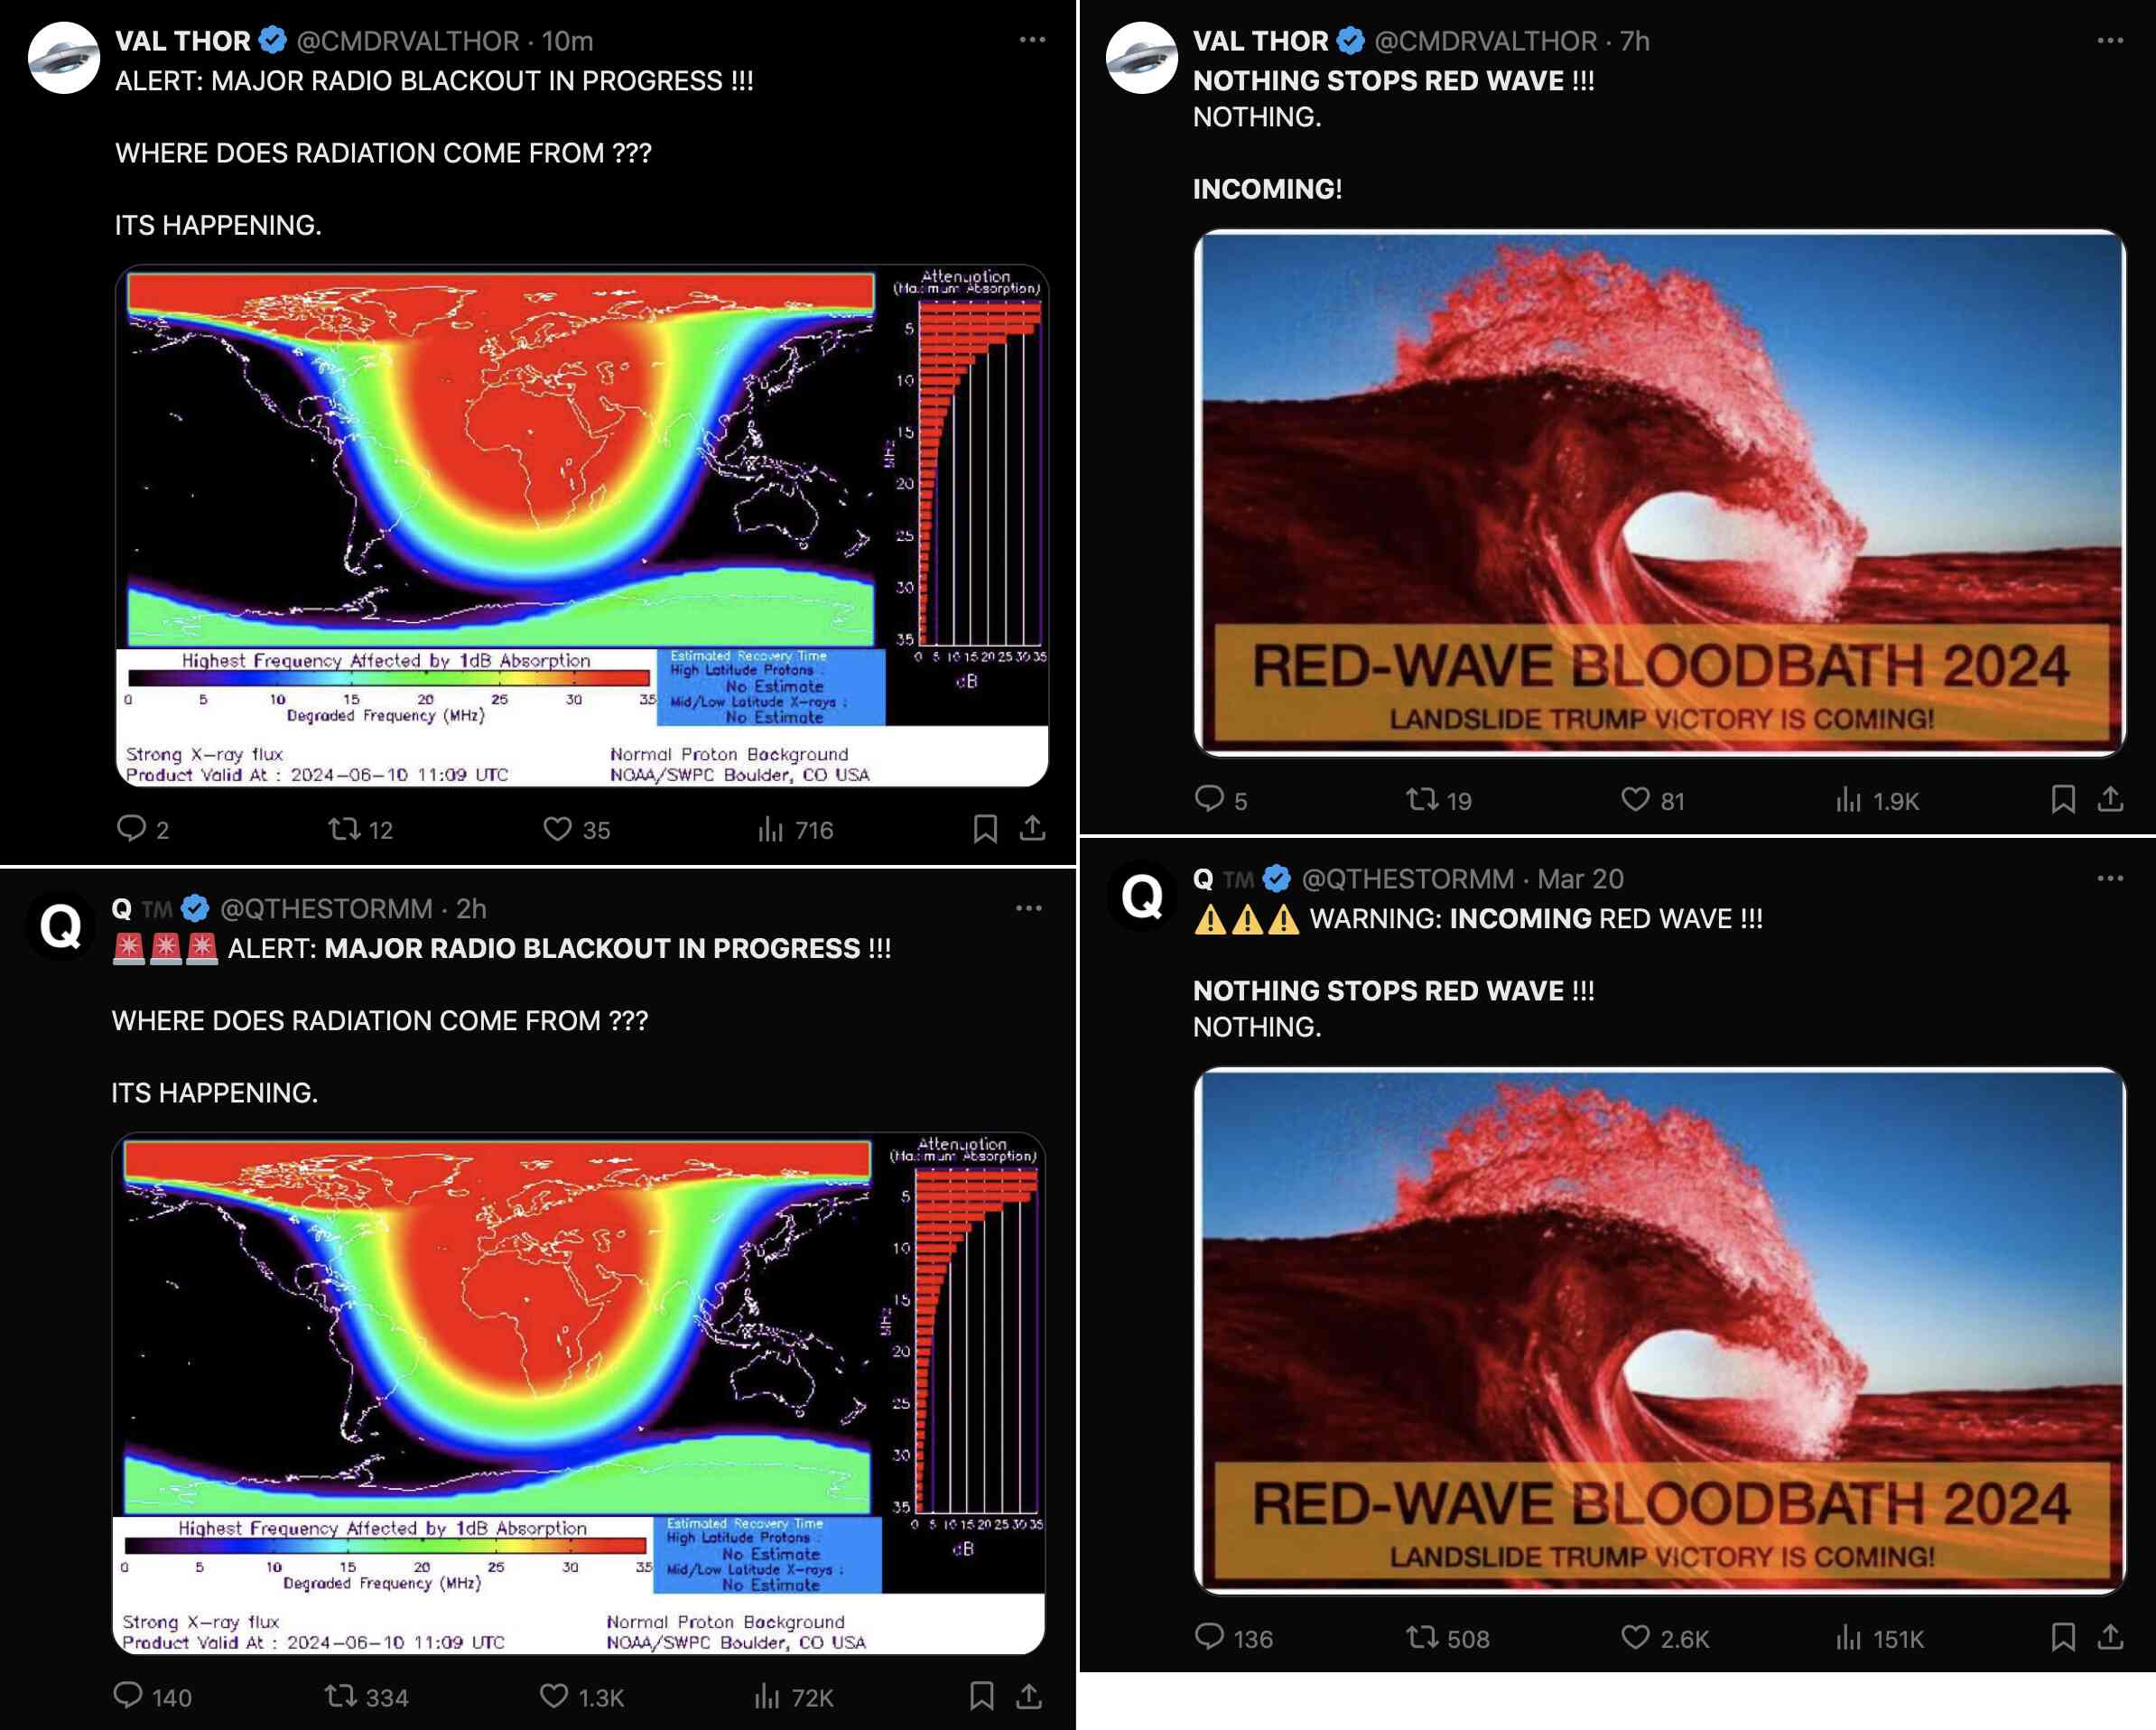 VAL THOR @CMDRVALTHOR · 10m
ALERT: MAJOR RADIO BLACKOUT IN PROGRESS !!!
WHERE DOES RADIATION COME FROM ???
ITS HAPPENING.
Attenuation
(Maximum Absorption)
5
10
15
20
25
30
35
MHz
0 5 10 15 20 25 30 35
dB
Highest Frequency Affected by 1dB Absorption
0 5 10 15 20 25 30 35
Degraded Frequency (MHz)
Estimated Recovery Time
High Latitude Protons :
No Estimate
Mid/Low Latitude X-rays :
No Estimate
Strong X-ray flux
Normal Proton Background
Product Valid At : 2024-06-10 11:09 UTC
NOAA/SWPC Boulder, CO USA
2 12 35 716
VAL THOR @CMDRVALTHOR · 7h
NOTHING STOPS RED WAVE !!!
NOTHING.
INCOMING!
RED-WAVE BLOODBATH 2024
LANDSLIDE TRUMP VICTORY IS COMING!
5 19 81 1.9K
Q
Q TM @QTHESTORMM · 2h
🚨🚨🚨 ALERT: MAJOR RADIO BLACKOUT IN PROGRESS !!!
WHERE DOES RADIATION COME FROM ???
ITS HAPPENING.
Attenuation
(Maximum Absorption)
5
10
15
20
25
30
35
MHz
0 5 10 15 20 25 30 35
dB
Highest Frequency Affected by 1dB Absorption
0 5 10 15 20 25 30 35
Degraded Frequency (MHz)
Estimated Recovery Time
High Latitude Protons :
No Estimate
Mid/Low Latitude X-rays :
No Estimate
Strong X-ray flux
Normal Proton Background
Product Valid At : 2024-06-10 11:09 UTC
NOAA/SWPC Boulder, CO USA
140 334 1.3K 72K
Q
Q TM @QTHESTORMM · Mar 20
⚠️⚠️⚠️ WARNING: INCOMING RED WAVE !!!
NOTHING STOPS RED WAVE !!!
NOTHING.
RED-WAVE BLOODBATH 2024
LANDSLIDE TRUMP VICTORY IS COMING!
136 508 2.6K 151K